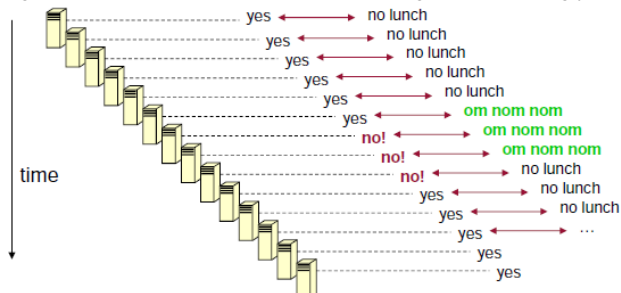 yes no lunch
yes no lunch
yes no lunch
yes no lunch
yes no lunch
yes om nom nom
no! om nom nom
no! om nom nom
time
no! no lunch
yes no lunch
yes no lunch
yes ...
yes
yes